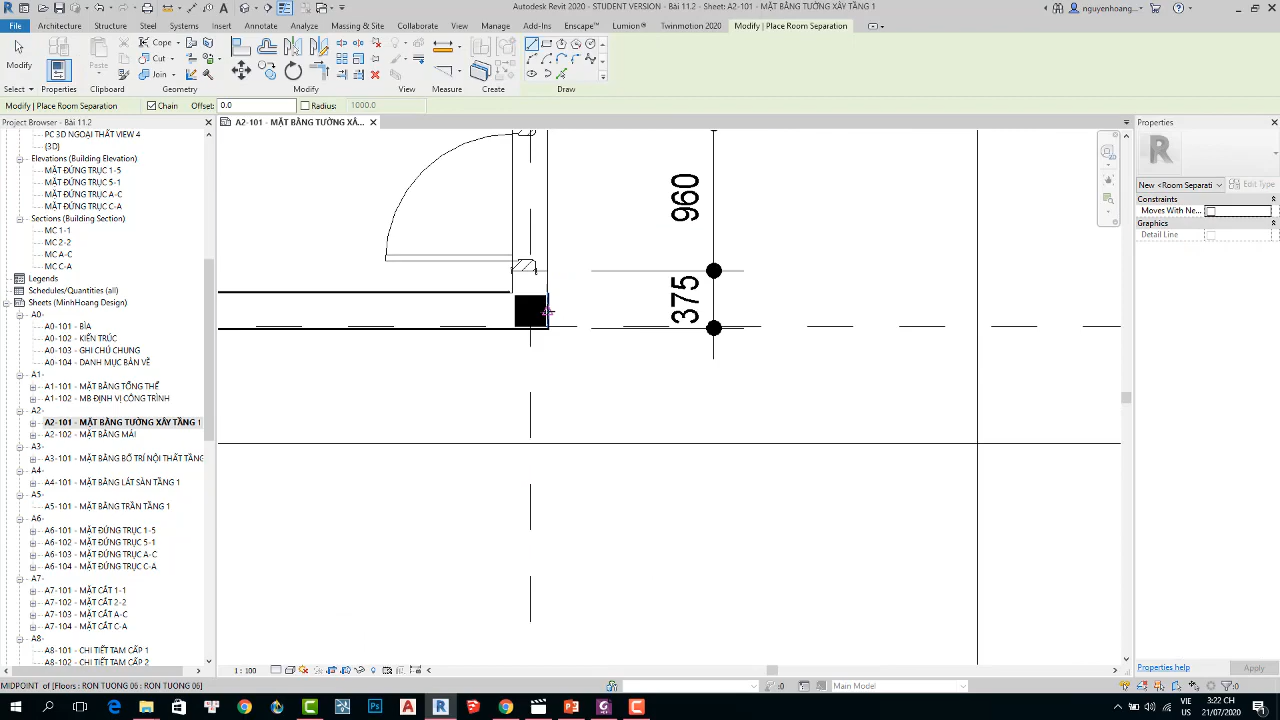 Autodesk Revit 2020 - STUDENT VERSION - Bài 11.2 - Sheet: A2-101 - MẶT BẰNG TƯỜNG XÂY TẦNG 1
nguyenhoang...
File Architecture Structure Steel Systems Insert Annotate Analyze Massing & Site Collaborate View Manage Add-Ins Enscape™ Lumion® Twinmotion 2020 Modify | Place Room Separation
Modify Paste Cope Cut Join
Select Properties Clipboard Geometry Modify View Measure Create Draw
Modify | Place Room Separation Chain Offset: 0.0 Radius: 1000.0
Project Browser - Bài 11.2
A2-101 - MẶT BẰNG TƯỜNG XÂ...
Properties
PC 3D NGOẠI THẤT VIEW 4
{3D}
Elevations (Building Elevation)
MẶT ĐỨNG TRỤC 1-5
MẶT ĐỨNG TRỤC 5-1
MẶT ĐỨNG TRỤC A-C
MẶT ĐỨNG TRỤC C-A
Sections (Building Section)
MC 1-1
MC 2-2
MC A-C
MC C-A
Legends
Schedules/Quantities (all)
Sheets (MinhHoang Design)
A0-
A0-101 - BÌA
A0-102 - KIẾN TRÚC
A0-103 - GHI CHÚ CHUNG
A0-104 - DANH MỤC BẢN VẼ
A1-
A1-101 - MẶT BẰNG TỔNG THỂ
A1-102 - MB ĐỊNH VỊ CÔNG TRÌNH
A2-
A2-101 - MẶT BẰNG TƯỜNG XÂY TẦNG 1
A2-102 - MẶT BẰNG MÁI
A3-
A3-101 - MẶT BẰNG BỐ TRÍ NỘI THẤT TẦNG
A4-
A4-101 - MẶT BẰNG LÁT SÀN TẦNG 1
A5-
A5-101 - MẶT BẰNG TRẦN TẦNG 1
A6-
A6-101 - MẶT ĐỨNG TRỤC 1-5
A6-102 - MẶT ĐỨNG TRỤC 5-1
A6-103 - MẶT ĐỨNG TRỤC A-C
A6-104 - MẶT ĐỨNG TRỤC C-A
A7-
A7-101 - MẶT CẮT 1-1
A7-102 - MẶT CẮT 2-2
A7-103 - MẶT CẮT A-C
A7-104 - MẶT CẮT C-A
A8-
A8-101 - CHI TIẾT TAM CẤP 1
A8-102 - CHI TIẾT TAM CẤP 2
960
375
New <Room Separati
Edit Type
Constraints
Moves With Ne...
Graphics
Detail Line
1 : 100
Properties help
Apply
MIDPOINT of [Floors : RON TUONG 06 : RON TUONG 06]
:0
Main Model
:0
VIE
US
3:22 CH
21/07/2020